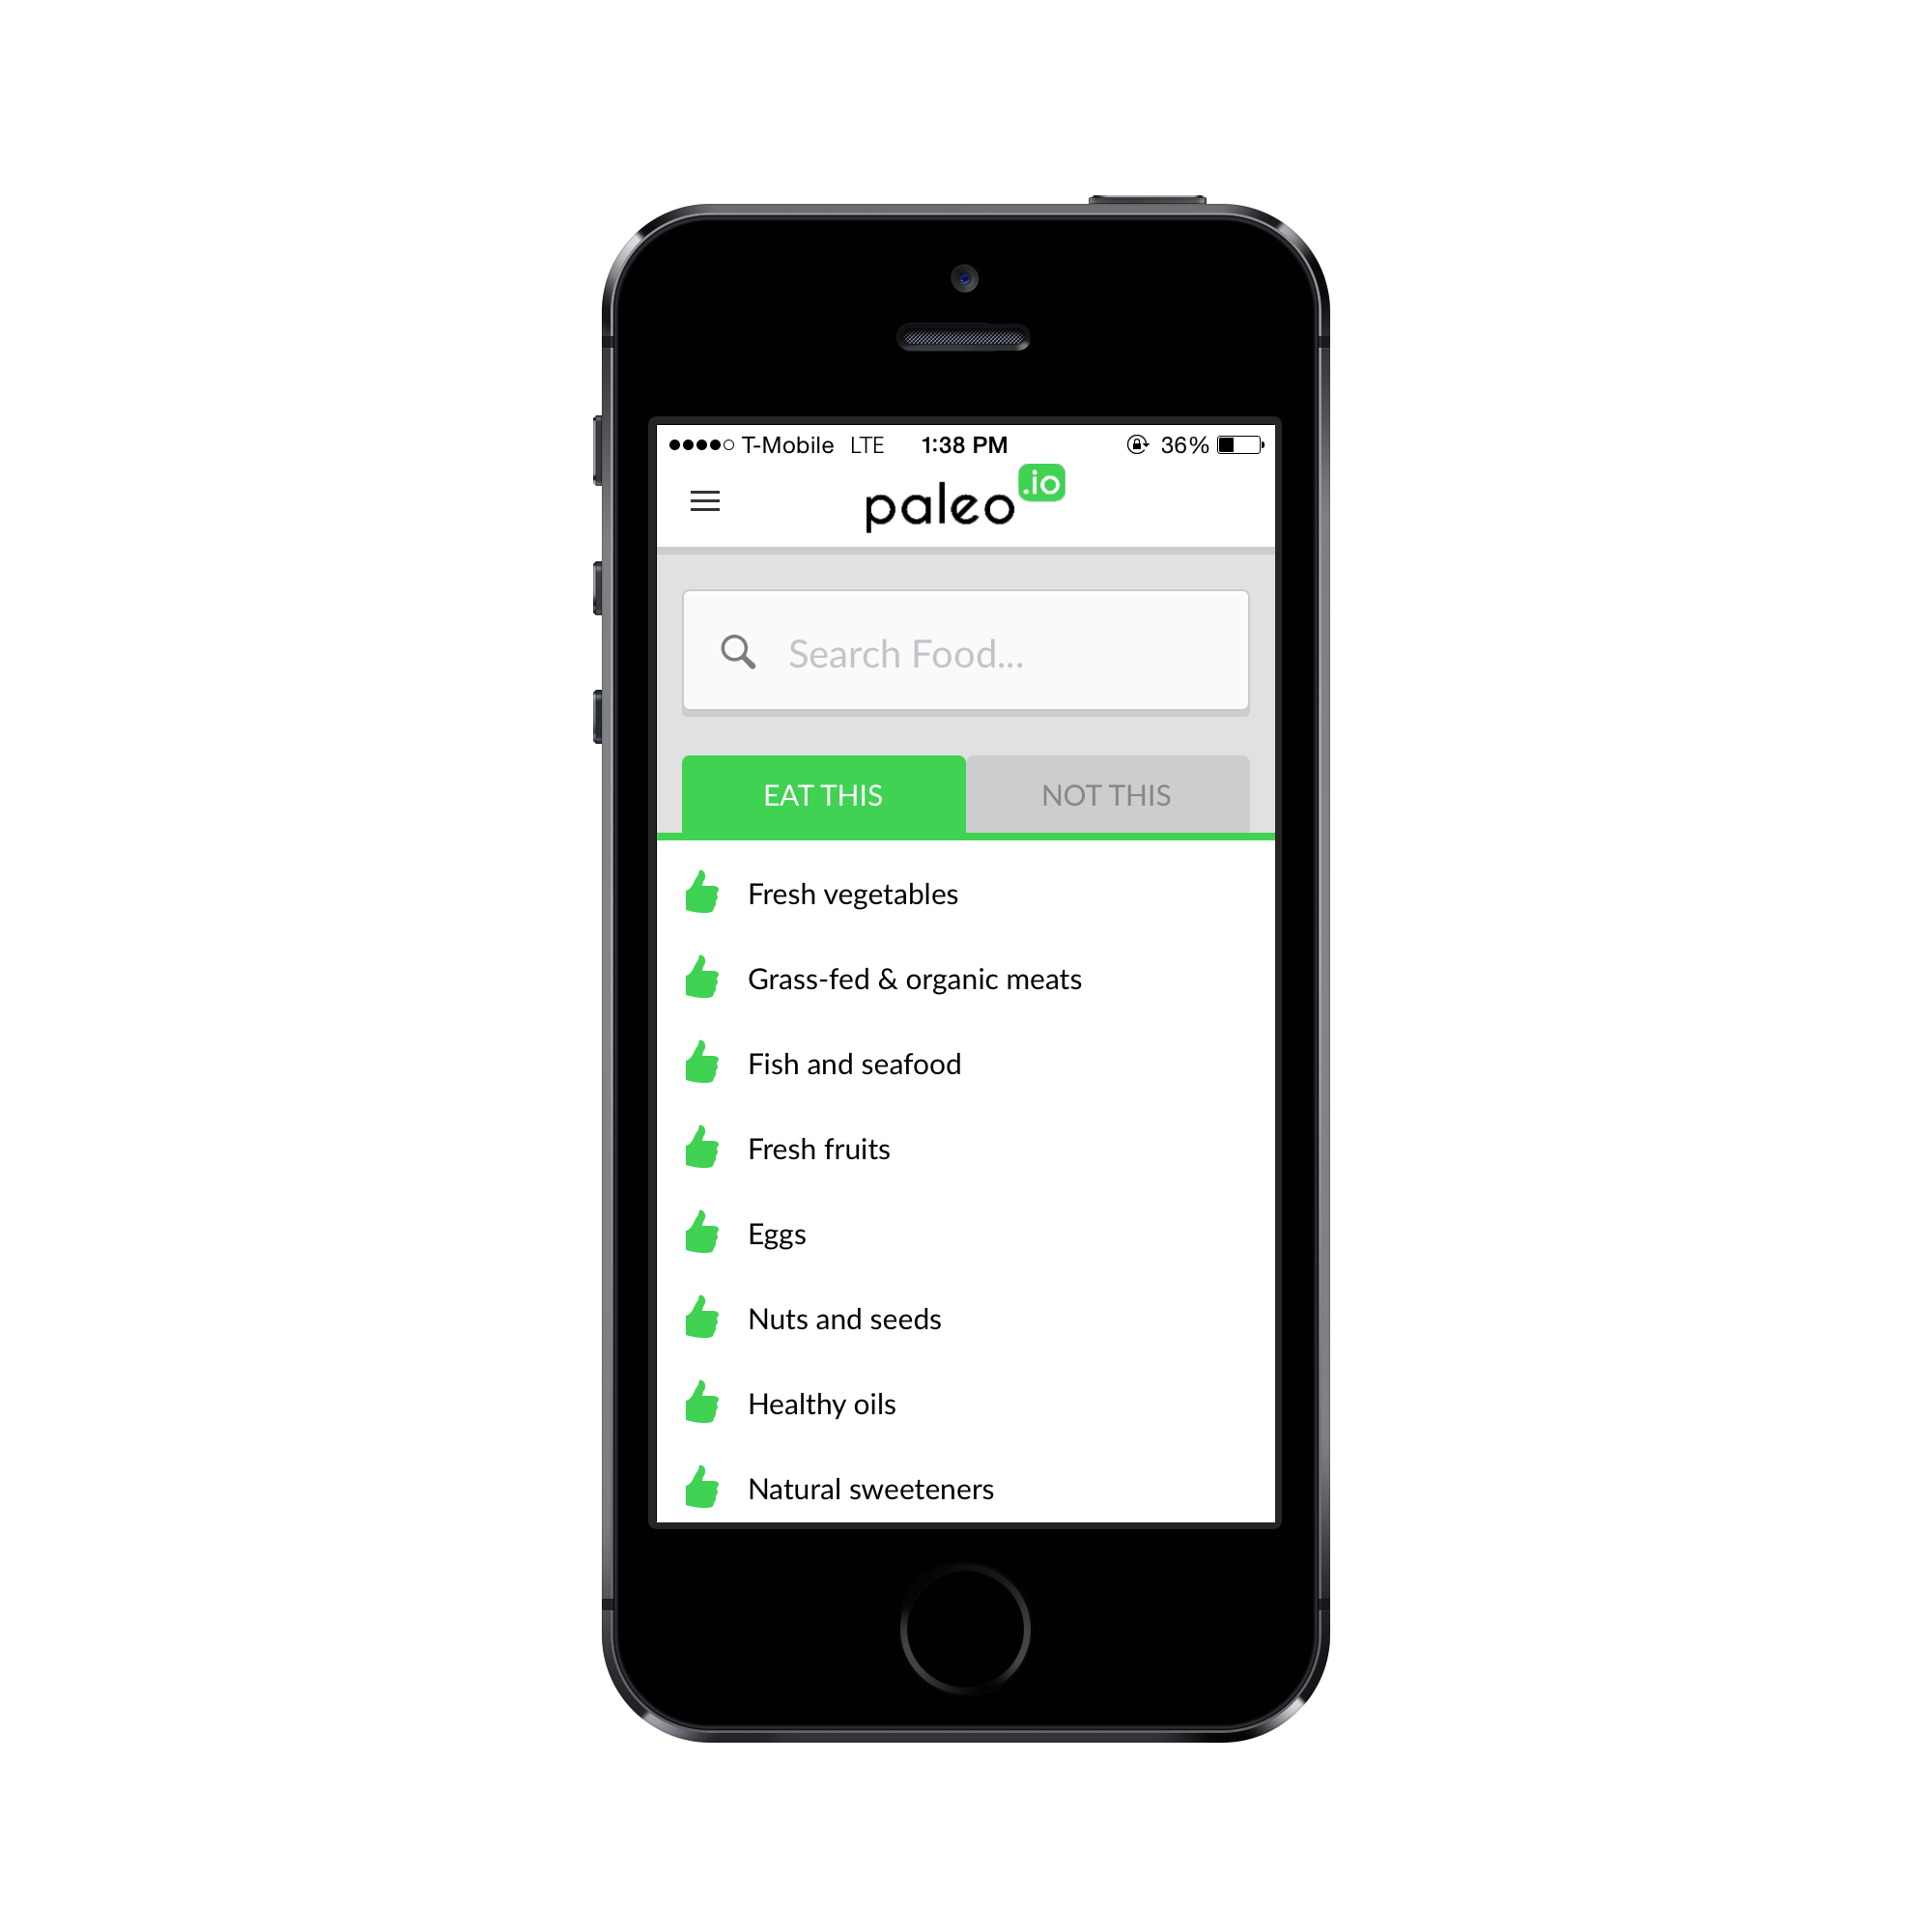 T-Mobile LTE 1:38 PM 36%
paleo.io
Search Food...
EAT THIS NOT THIS
Fresh vegetables
Grass-fed & organic meats
Fish and seafood
Fresh fruits
Eggs
Nuts and seeds
Healthy oils
Natural sweeteners